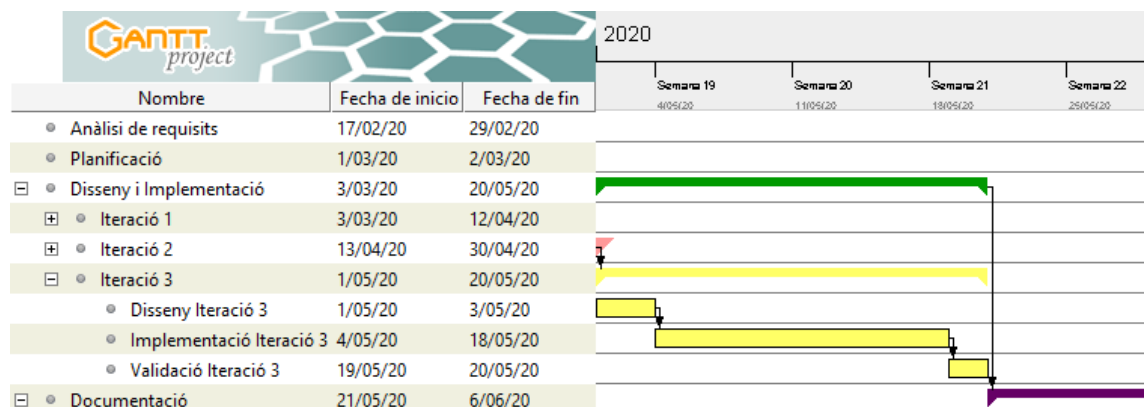 GANTT
project
2020
Semana 19 Semana 20 Semana 21 Semana 22
4/05/20 11/05/20 18/05/20 25/05/20
Nombre Fecha de inicio Fecha de fin
Anàlisi de requisits 17/02/20 29/02/20
Planificació 1/03/20 2/03/20
Disseny i Implementació 3/03/20 20/05/20
Iteració 1 3/03/20 12/04/20
Iteració 2 13/04/20 30/04/20
Iteració 3 1/05/20 20/05/20
Disseny Iteració 3 1/05/20 3/05/20
Implementació Iteració 3 4/05/20 18/05/20
Validació Iteració 3 19/05/20 20/05/20
Documentació 21/05/20 6/06/20